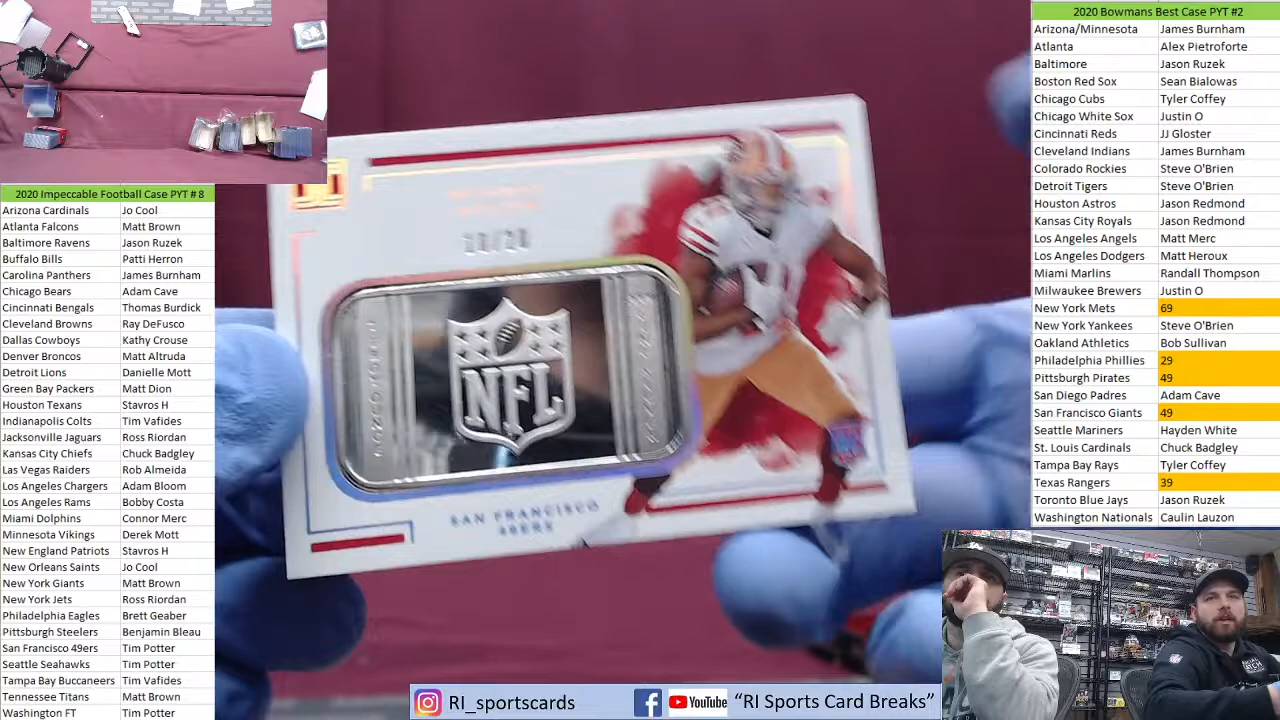 2020 Impeccable Football Case PYT # 8
Arizona Cardinals Jo Cool
Atlanta Falcons Matt Brown
Baltimore Ravens Jason Ruzek
Buffalo Bills Patti Herron
Carolina Panthers James Burnham
Chicago Bears Adam Cave
Cincinnati Bengals Thomas Burdick
Cleveland Browns Ray DeFusco
Dallas Cowboys Kathy Crouse
Denver Broncos Matt Altruda
Detroit Lions Danielle Mott
Green Bay Packers Matt Dion
Houston Texans Stavros H
Indianapolis Colts Tim Vafides
Jacksonville Jaguars Ross Riordan
Kansas City Chiefs Chuck Badgley
Las Vegas Raiders Rob Almeida
Los Angeles Chargers Adam Bloom
Los Angeles Rams Bobby Costa
Miami Dolphins Connor Merc
Minnesota Vikings Derek Mott
New England Patriots Stavros H
New Orleans Saints Jo Cool
New York Giants Matt Brown
New York Jets Ross Riordan
Philadelphia Eagles Brett Geaber
Pittsburgh Steelers Benjamin Bleau
San Francisco 49ers Tim Potter
Seattle Seahawks Tim Potter
Tampa Bay Buccaneers Tim Vafides
Tennessee Titans Matt Brown
Washington FT Tim Potter
NFL
SAN FRANCISCO
49ERS
2020 Bowmans Best Case PYT #2
Arizona/Minnesota James Burnham
Atlanta Alex Pietroforte
Baltimore Jason Ruzek
Boston Red Sox Sean Bialowas
Chicago Cubs Tyler Coffey
Chicago White Sox Justin O
Cincinnati Reds JJ Gloster
Cleveland Indians James Burnham
Colorado Rockies Steve O'Brien
Detroit Tigers Steve O'Brien
Houston Astros Jason Redmond
Kansas City Royals Jason Redmond
Los Angeles Angels Matt Merc
Los Angeles Dodgers Matt Heroux
Miami Marlins Randall Thompson
Milwaukee Brewers Justin O
New York Mets 69
New York Yankees Steve O'Brien
Oakland Athletics Bob Sullivan
Philadelphia Phillies 29
Pittsburgh Pirates 49
San Diego Padres Adam Cave
San Francisco Giants 49
Seattle Mariners Hayden White
St. Louis Cardinals Chuck Badgley
Tampa Bay Rays Tyler Coffey
Texas Rangers 39
Toronto Blue Jays Jason Ruzek
Washington Nationals Caulin Lauzon
RI_sportscards
YouTube
"RI Sports Card Breaks"